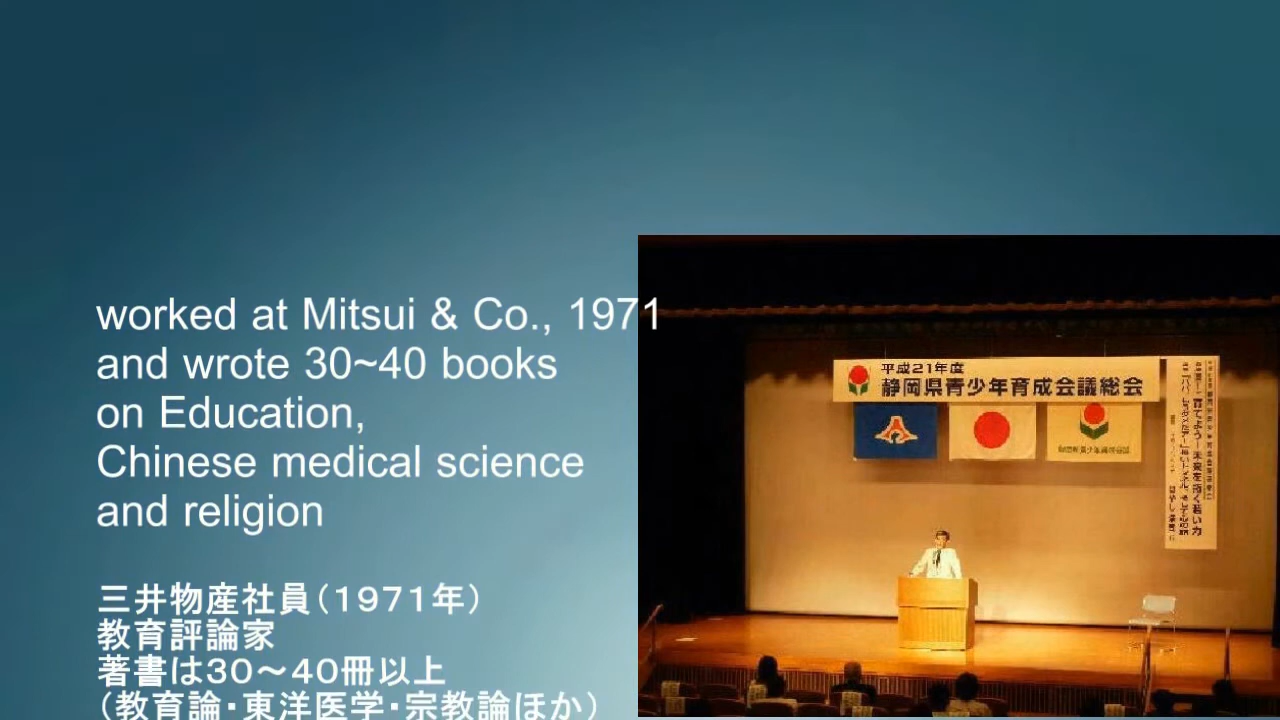 worked at Mitsui & Co., 1971
and wrote 30~40 books
on Education,
Chinese medical science
and religion
三井物産社員（１９７１年）
教育評論家
著書は３０～４０冊以上
（教育論・東洋医学・宗教論ほか）
平成21年度
静岡県青少年育成会議総会